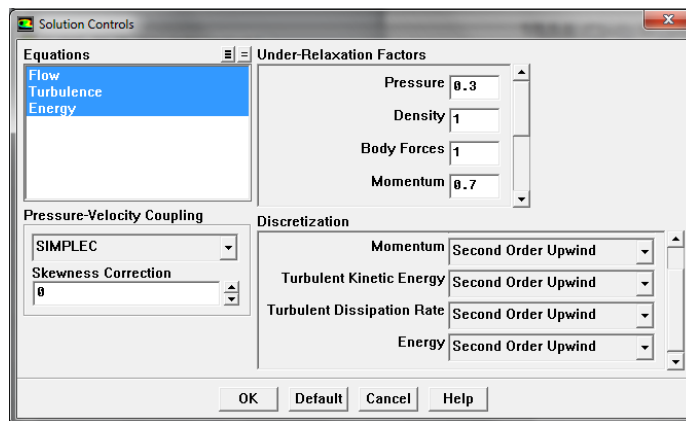 Solution Controls
Equations
Flow
Turbulence
Energy
Under-Relaxation Factors
Pressure 0.3
Density 1
Body Forces 1
Momentum 0.7
Pressure-Velocity Coupling
SIMPLEC
Skewness Correction
0
Discretization
Momentum Second Order Upwind
Turbulent Kinetic Energy Second Order Upwind
Turbulent Dissipation Rate Second Order Upwind
Energy Second Order Upwind
OK Default Cancel Help